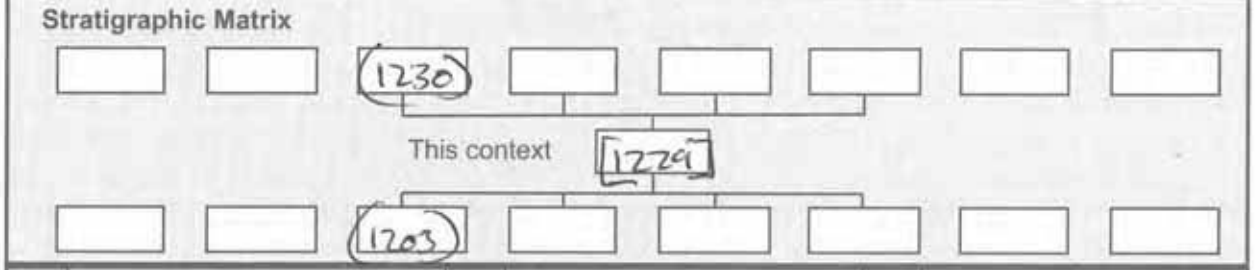 Stratigraphic Matrix
(1230)
This context [1229]
(1203)